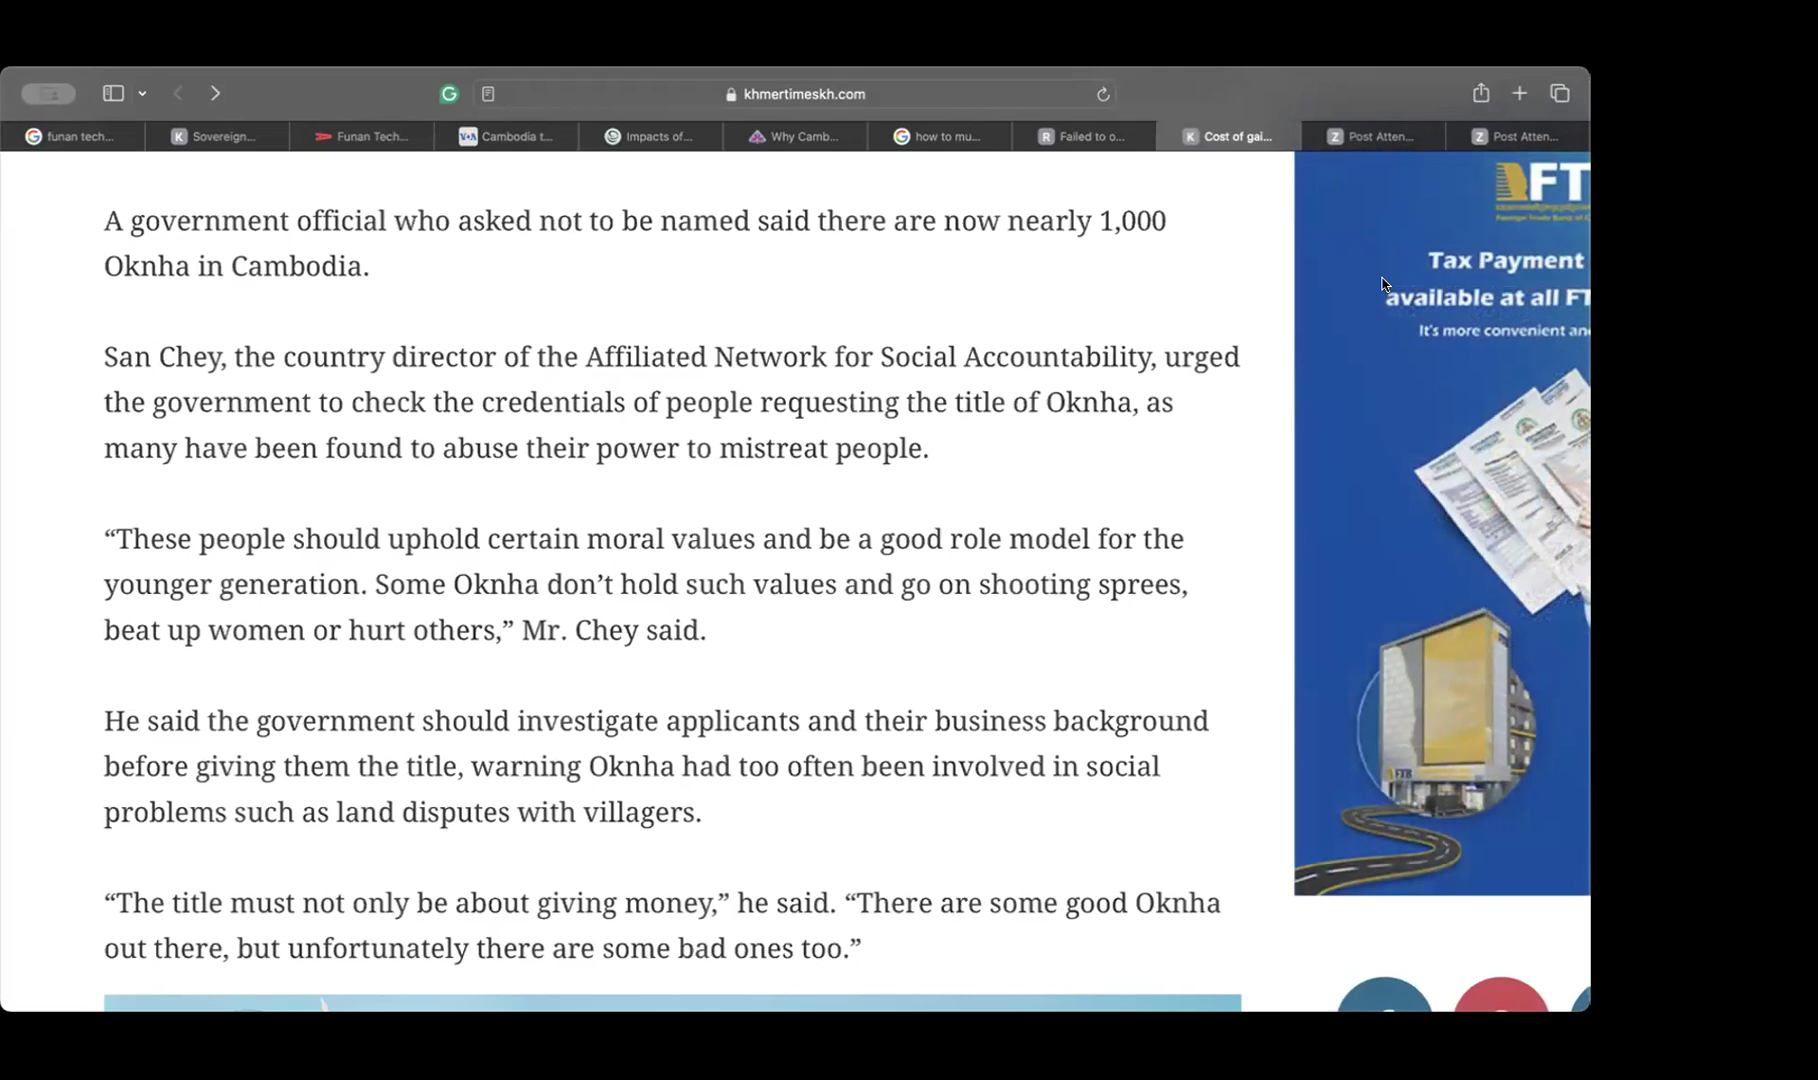 khmertimeskh.com
funan tech...
Sovereign...
Funan Tech...
VOA
Cambodia t...
Impacts of...
Why Camb...
how to mu...
Failed to o...
Cost of gai...
Post Atten...
Post Atten...
A government official who asked not to be named said there are now nearly 1,000
Oknha in Cambodia.
San Chey, the country director of the Affiliated Network for Social Accountability, urged
the government to check the credentials of people requesting the title of Oknha, as
many have been found to abuse their power to mistreat people.
“These people should uphold certain moral values and be a good role model for the
younger generation. Some Oknha don’t hold such values and go on shooting sprees,
beat up women or hurt others,” Mr. Chey said.
He said the government should investigate applicants and their business background
before giving them the title, warning Oknha had too often been involved in social
problems such as land disputes with villagers.
“The title must not only be about giving money,” he said. “There are some good Oknha
out there, but unfortunately there are some bad ones too.”
FT
Tax Payment
available at all FT
It's more convenient an
FTB